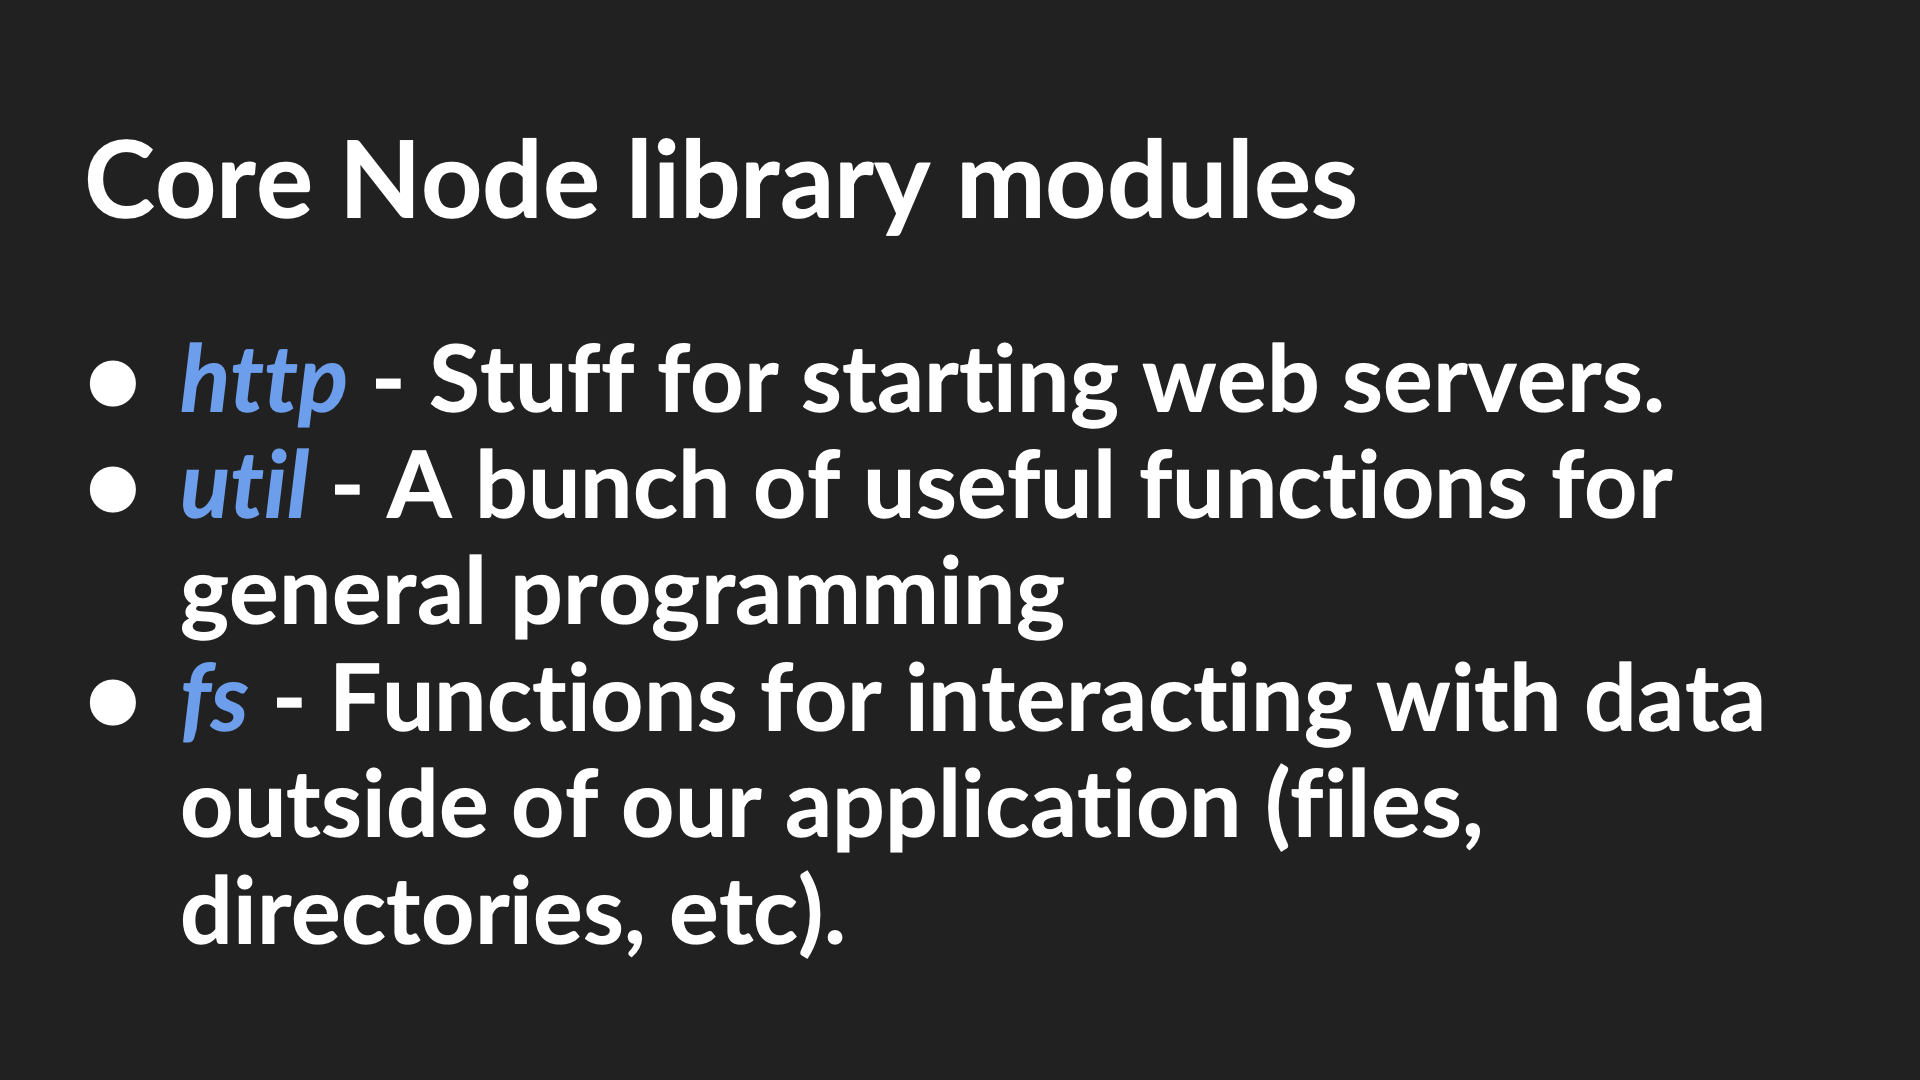 Core Node library modules
● http - Stuff for starting web servers.
● util - A bunch of useful functions for
general programming
● fs - Functions for interacting with data
outside of our application (files,
directories, etc).